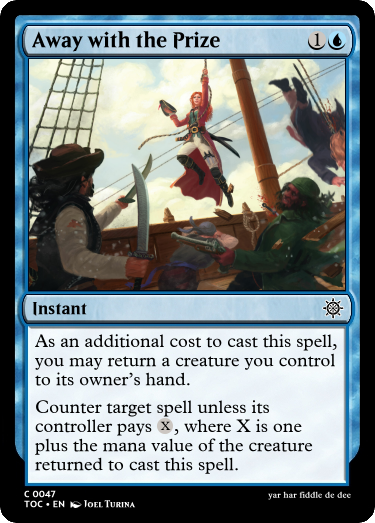 Away with the Prize 1
Instant
As an additional cost to cast this spell,
you may return a creature you control
to its owner's hand.
Counter target spell unless its
controller pays X, where X is one
plus the mana value of the creature
returned to cast this spell.
C 0047
TOC • EN Joel Turina
yar har fiddle de dee